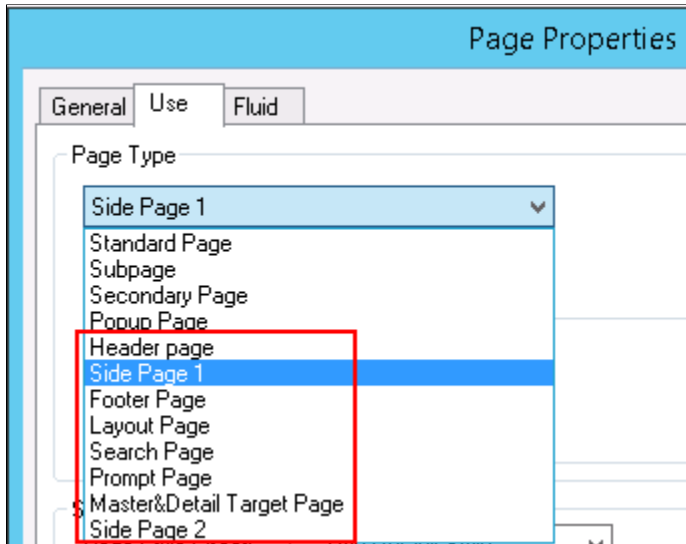 Page Properties
General Use Fluid
Page Type
Side Page 1
Standard Page
Subpage
Secondary Page
Popup Page
Header page
Side Page 1
Footer Page
Layout Page
Search Page
Prompt Page
Master&Detail Target Page
Side Page 2